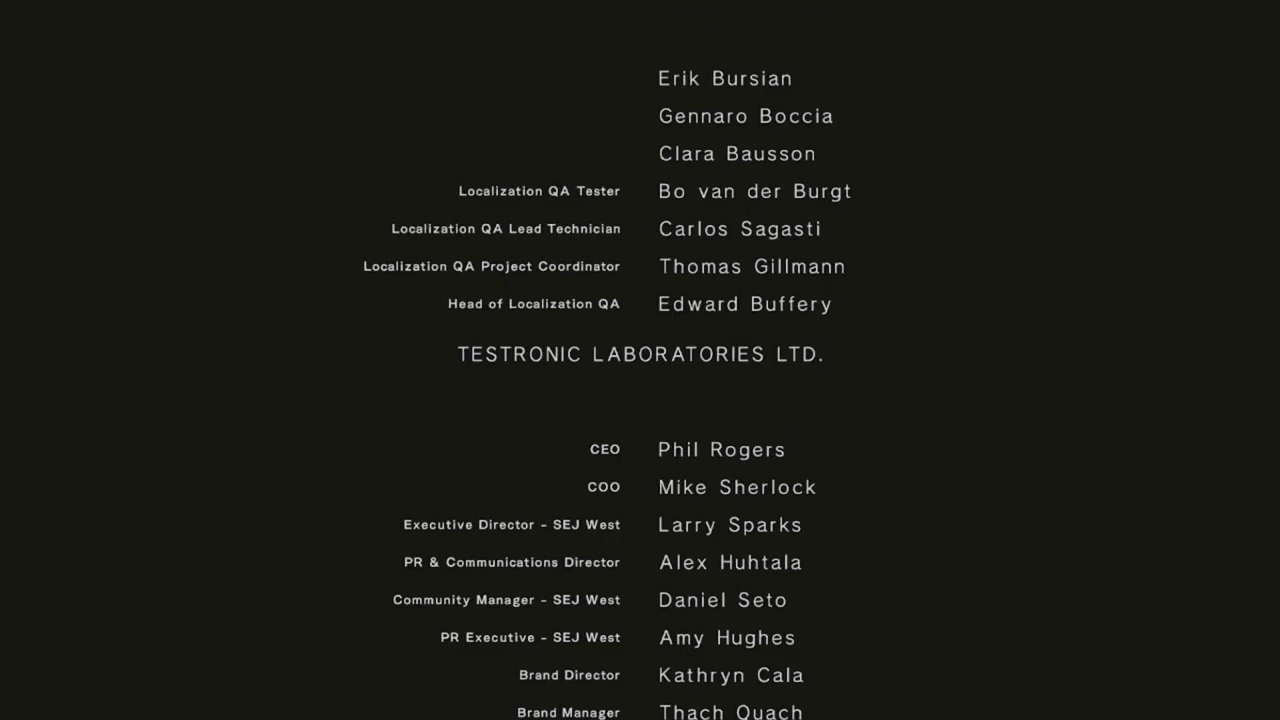 Erik Bursian
Gennaro Boccia
Clara Bausson
Localization QA Tester Bo van der Burgt
Localization QA Lead Technician Carlos Sagasti
Localization QA Project Coordinator Thomas Gillmann
Head of Localization QA Edward Buffery
TESTRONIC LABORATORIES LTD.
CEO Phil Rogers
COO Mike Sherlock
Executive Director - SEJ West Larry Sparks
PR & Communications Director Alex Huhtala
Community Manager - SEJ West Daniel Seto
PR Executive - SEJ West Amy Hughes
Brand Director Kathryn Cala
Brand Manager Thach Quach